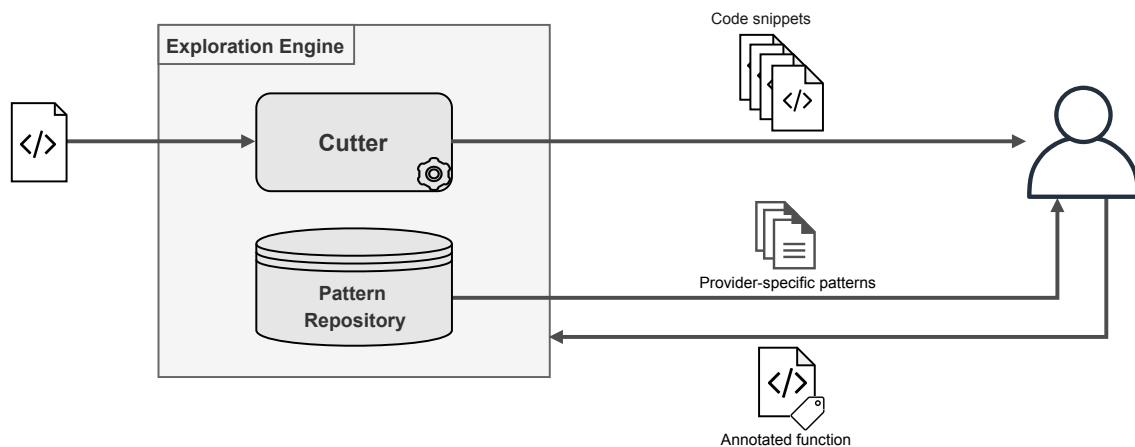 Code snippets
Exploration Engine
</>
</>
Cutter
Provider-specific patterns
Pattern
Repository
</>
Annotated function